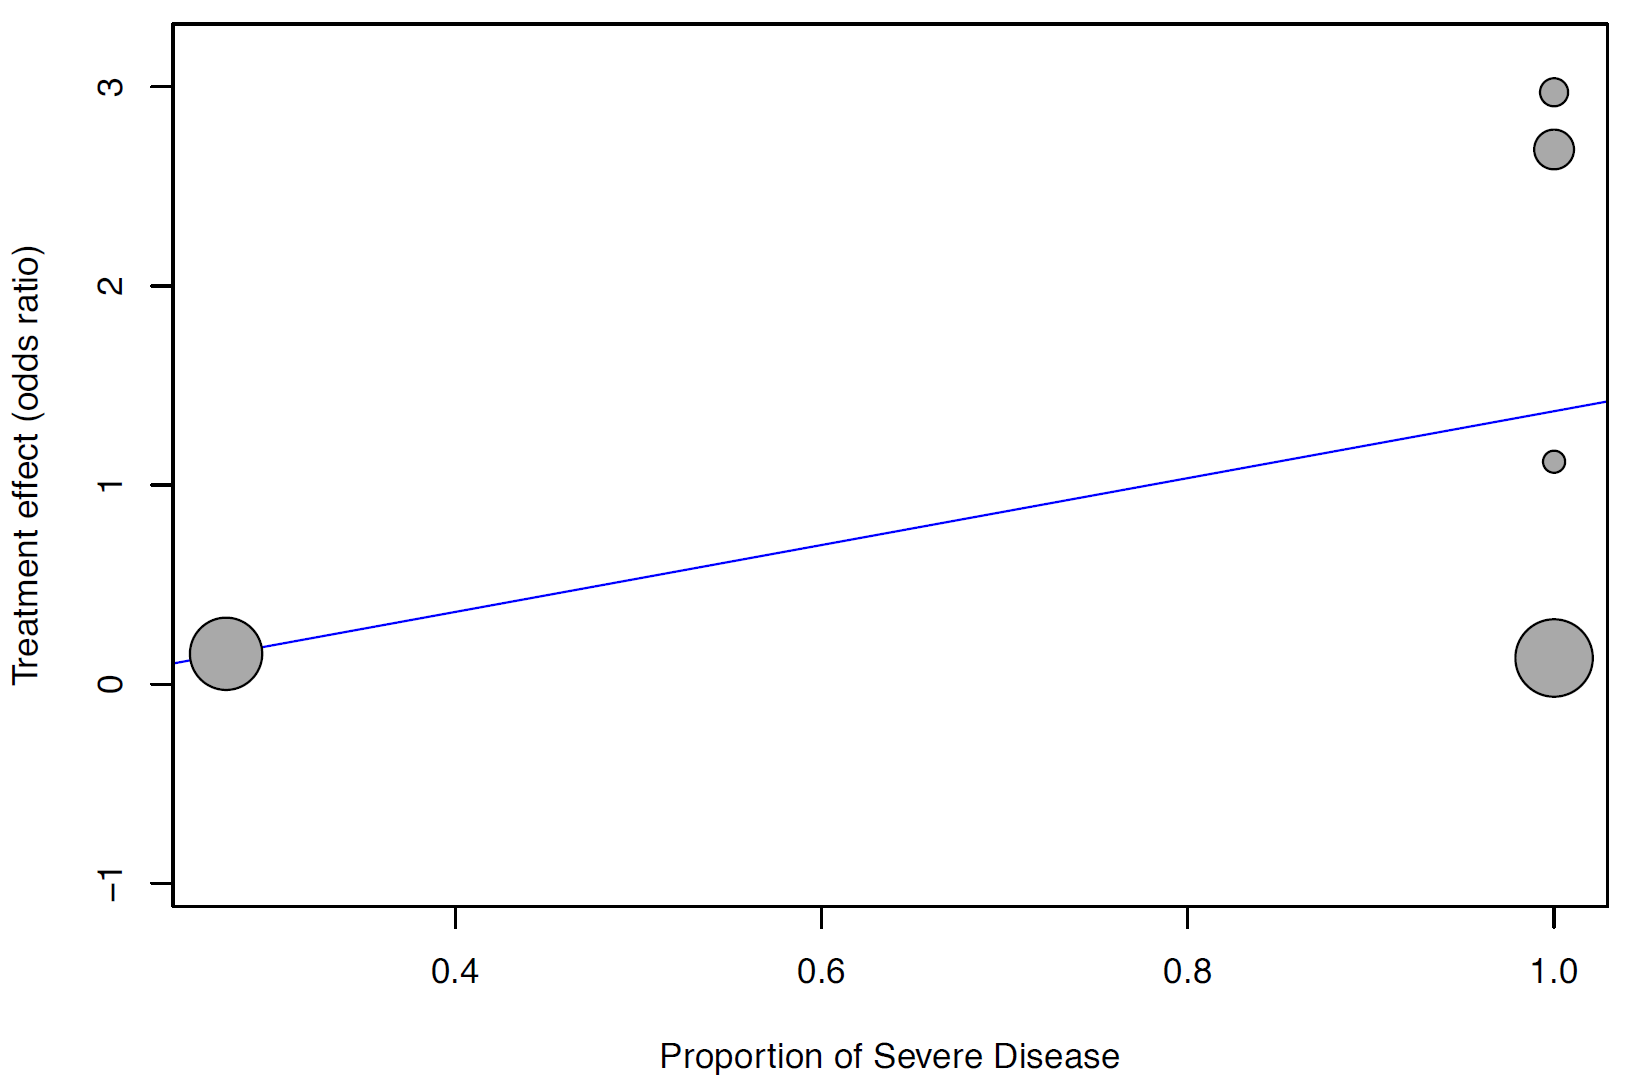 Treatment effect (odds ratio)
3
2
1
0
−1
0.4 0.6 0.8 1.0
Proportion of Severe Disease